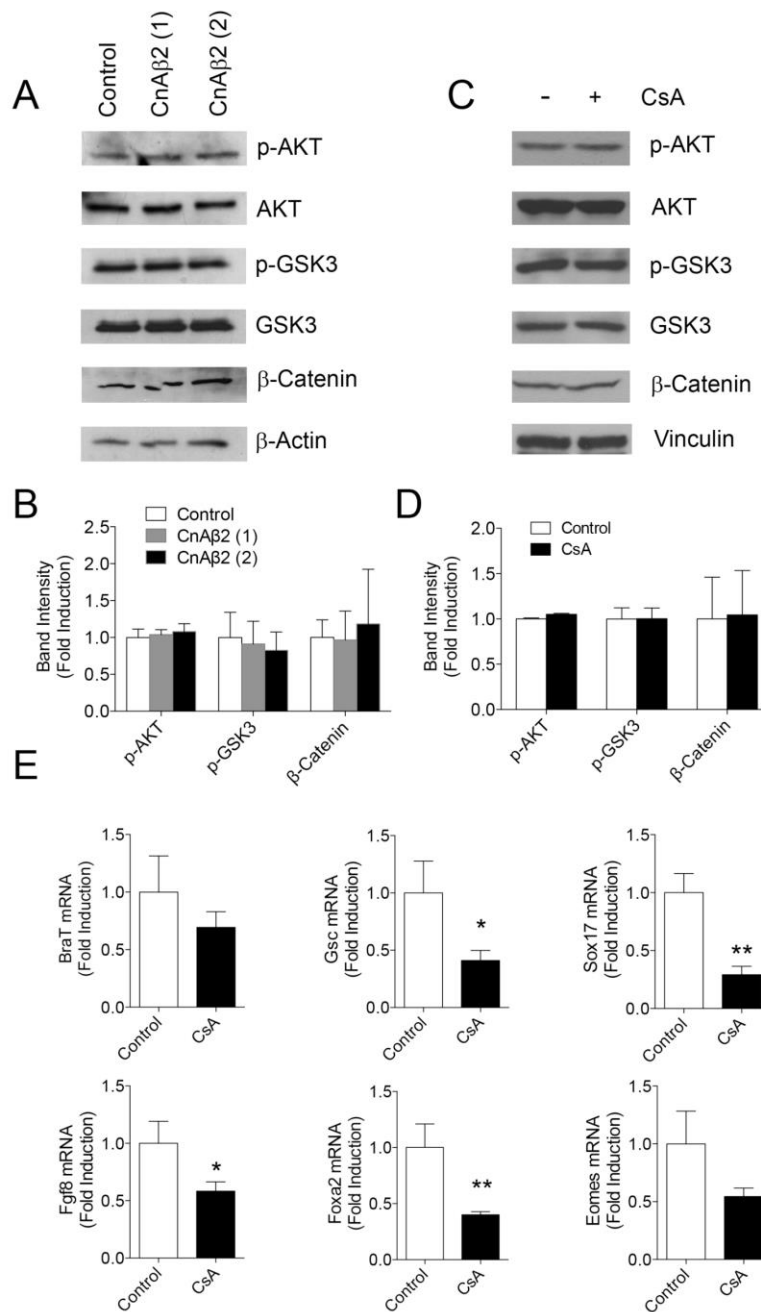 A
Control
CnAβ2 (1)
CnAβ2 (2)
p-AKT
AKT
p-GSK3
GSK3
β-Catenin
β-Actin
C
- + CsA
p-AKT
AKT
p-GSK3
GSK3
β-Catenin
Vinculin
B
Control
CnAβ2 (1)
CnAβ2 (2)
Band Intensity
(Fold Induction)
2.5
2.0
1.5
1.0
0.5
0.0
p-AKT
p-GSK3
β-Catenin
D
Control
CsA
Band Intensity
(Fold Induction)
2.0
1.5
1.0
0.5
0.0
p-AKT
p-GSK3
β-Catenin
E
BraT mRNA
(Fold Induction)
1.5
1.0
0.5
0.0
Control
CsA
Gsc mRNA
(Fold Induction)
1.5
1.0
0.5
0.0
*
Control
CsA
Sox17 mRNA
(Fold Induction)
1.5
1.0
0.5
0.0
**
Control
CsA
Fgf8 mRNA
(Fold Induction)
1.5
1.0
0.5
0.0
*
Control
CsA
Foxa2 mRNA
(Fold Induction)
1.5
1.0
0.5
0.0
**
Control
CsA
Eomes mRNA
(Fold Induction)
1.5
1.0
0.5
0.0
Control
CsA